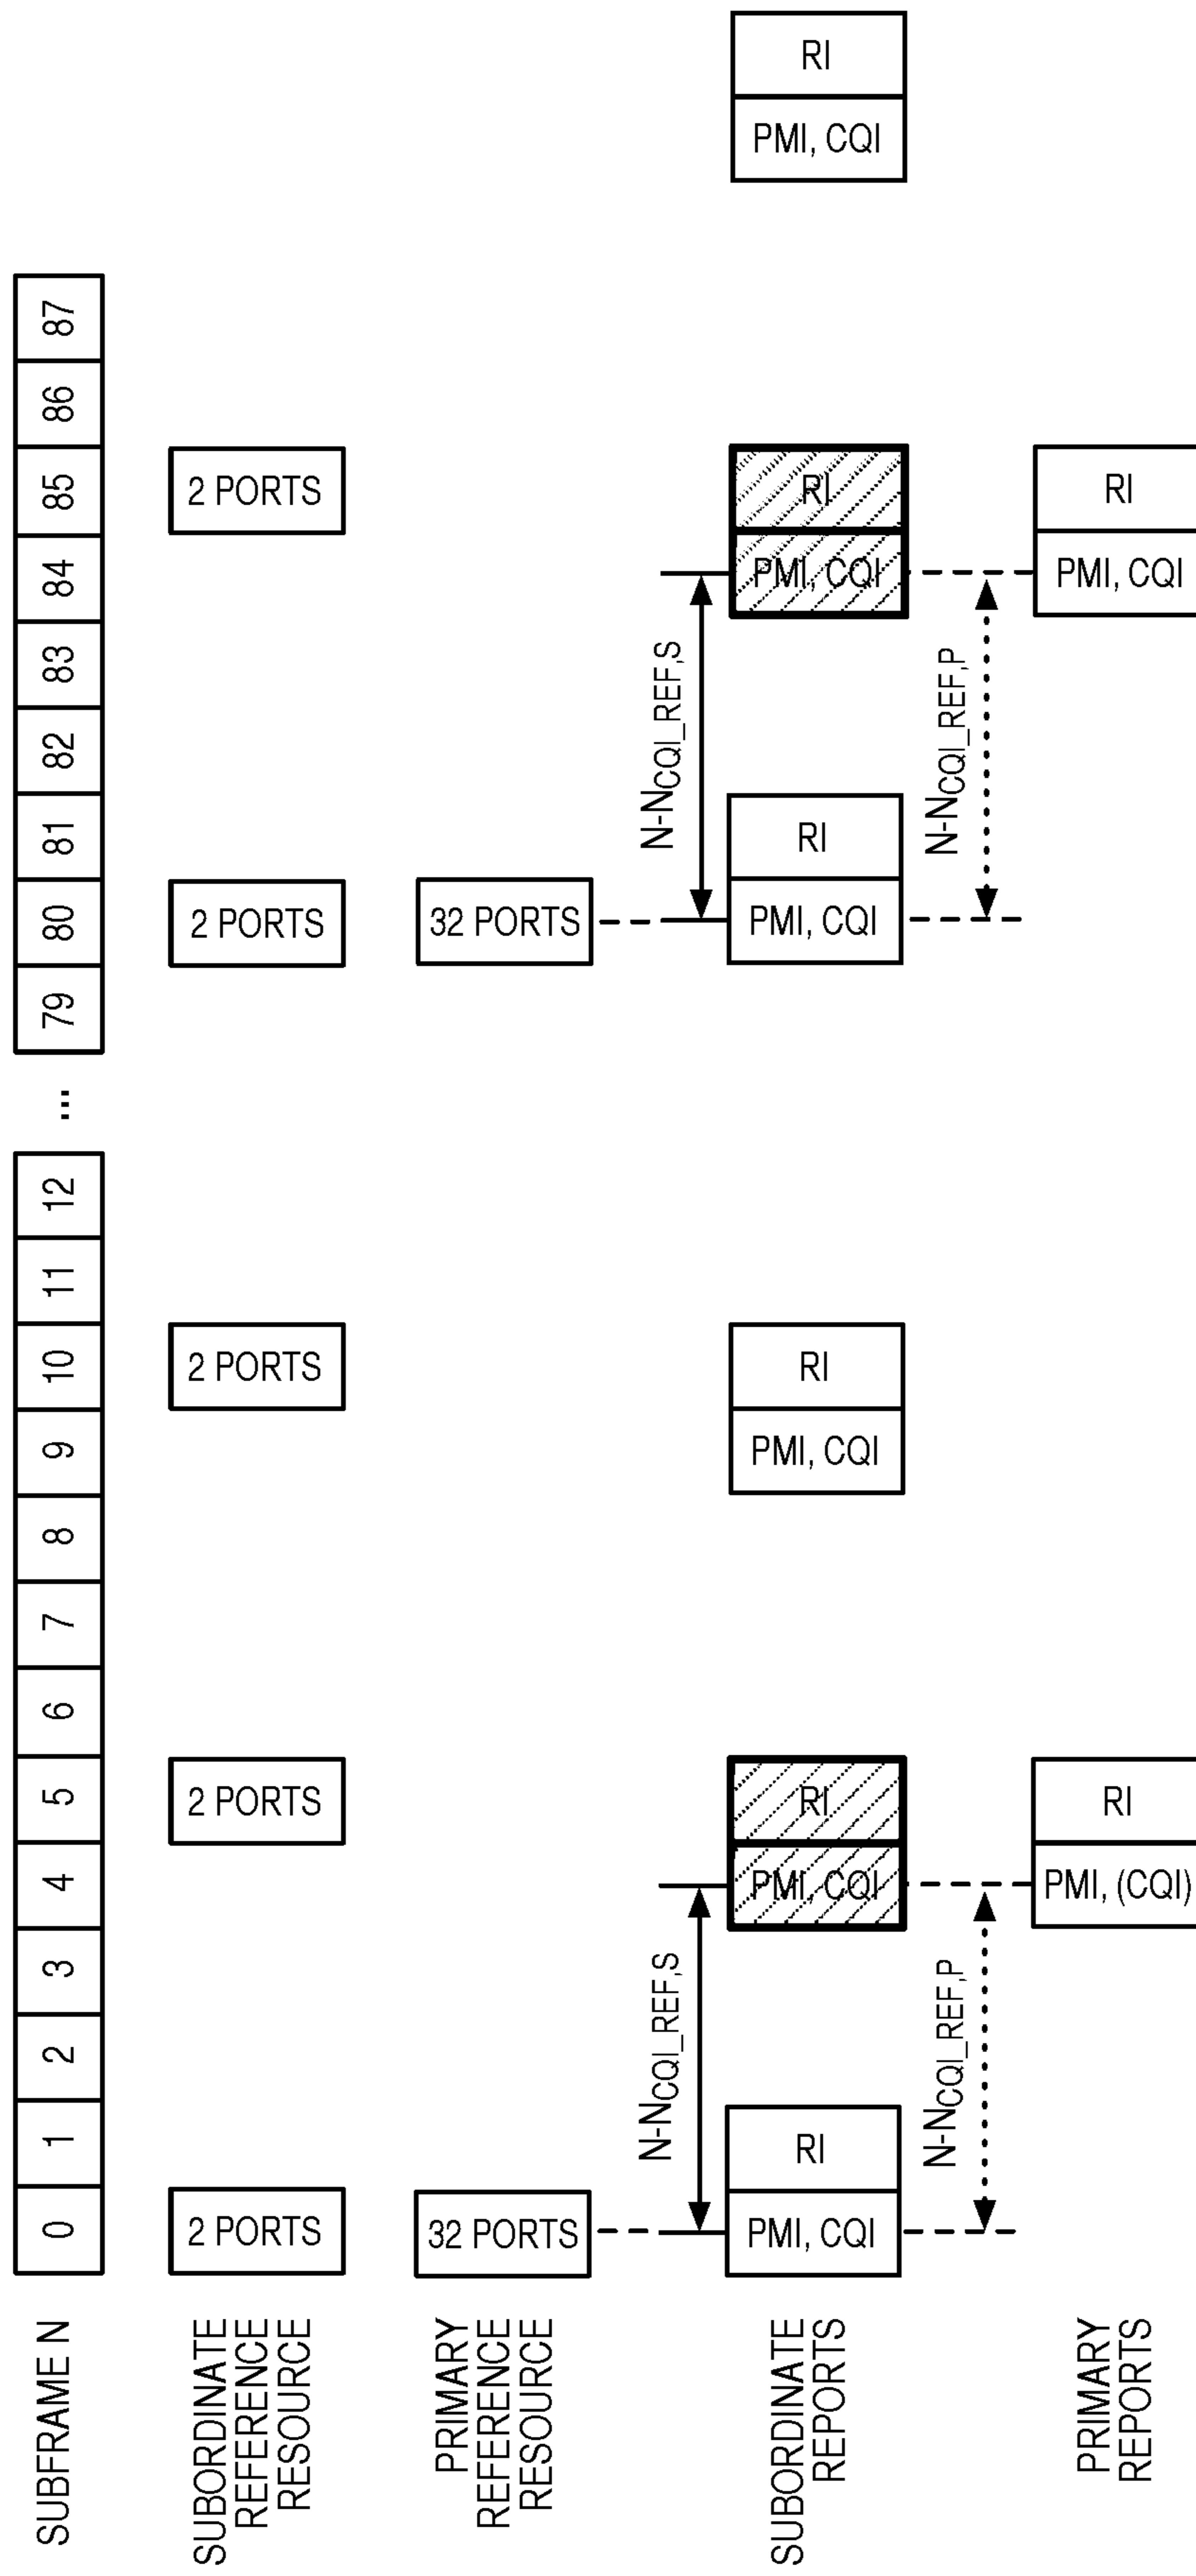 SUBFRAME N
0 1 2 3 4 5 6 7 8 9 10 11 12 ... 79 80 81 82 83 84 85 86 87
SUBORDINATE
REFERENCE
RESOURCE
2 PORTS
2 PORTS
2 PORTS
2 PORTS
2 PORTS
PRIMARY
REFERENCE
RESOURCE
32 PORTS
32 PORTS
SUBORDINATE
REPORTS
N-NCQI_REF,S
N-NCQI_REF,S
RI
PMI, CQI
RI
PMI, CQI
RI
PMI, CQI
RI
PMI, CQI
RI
PMI, CQI
RI
PMI, CQI
PRIMARY
REPORTS
N-NCQI_REF,P
N-NCQI_REF,P
RI
PMI, (CQI)
RI
PMI, CQI